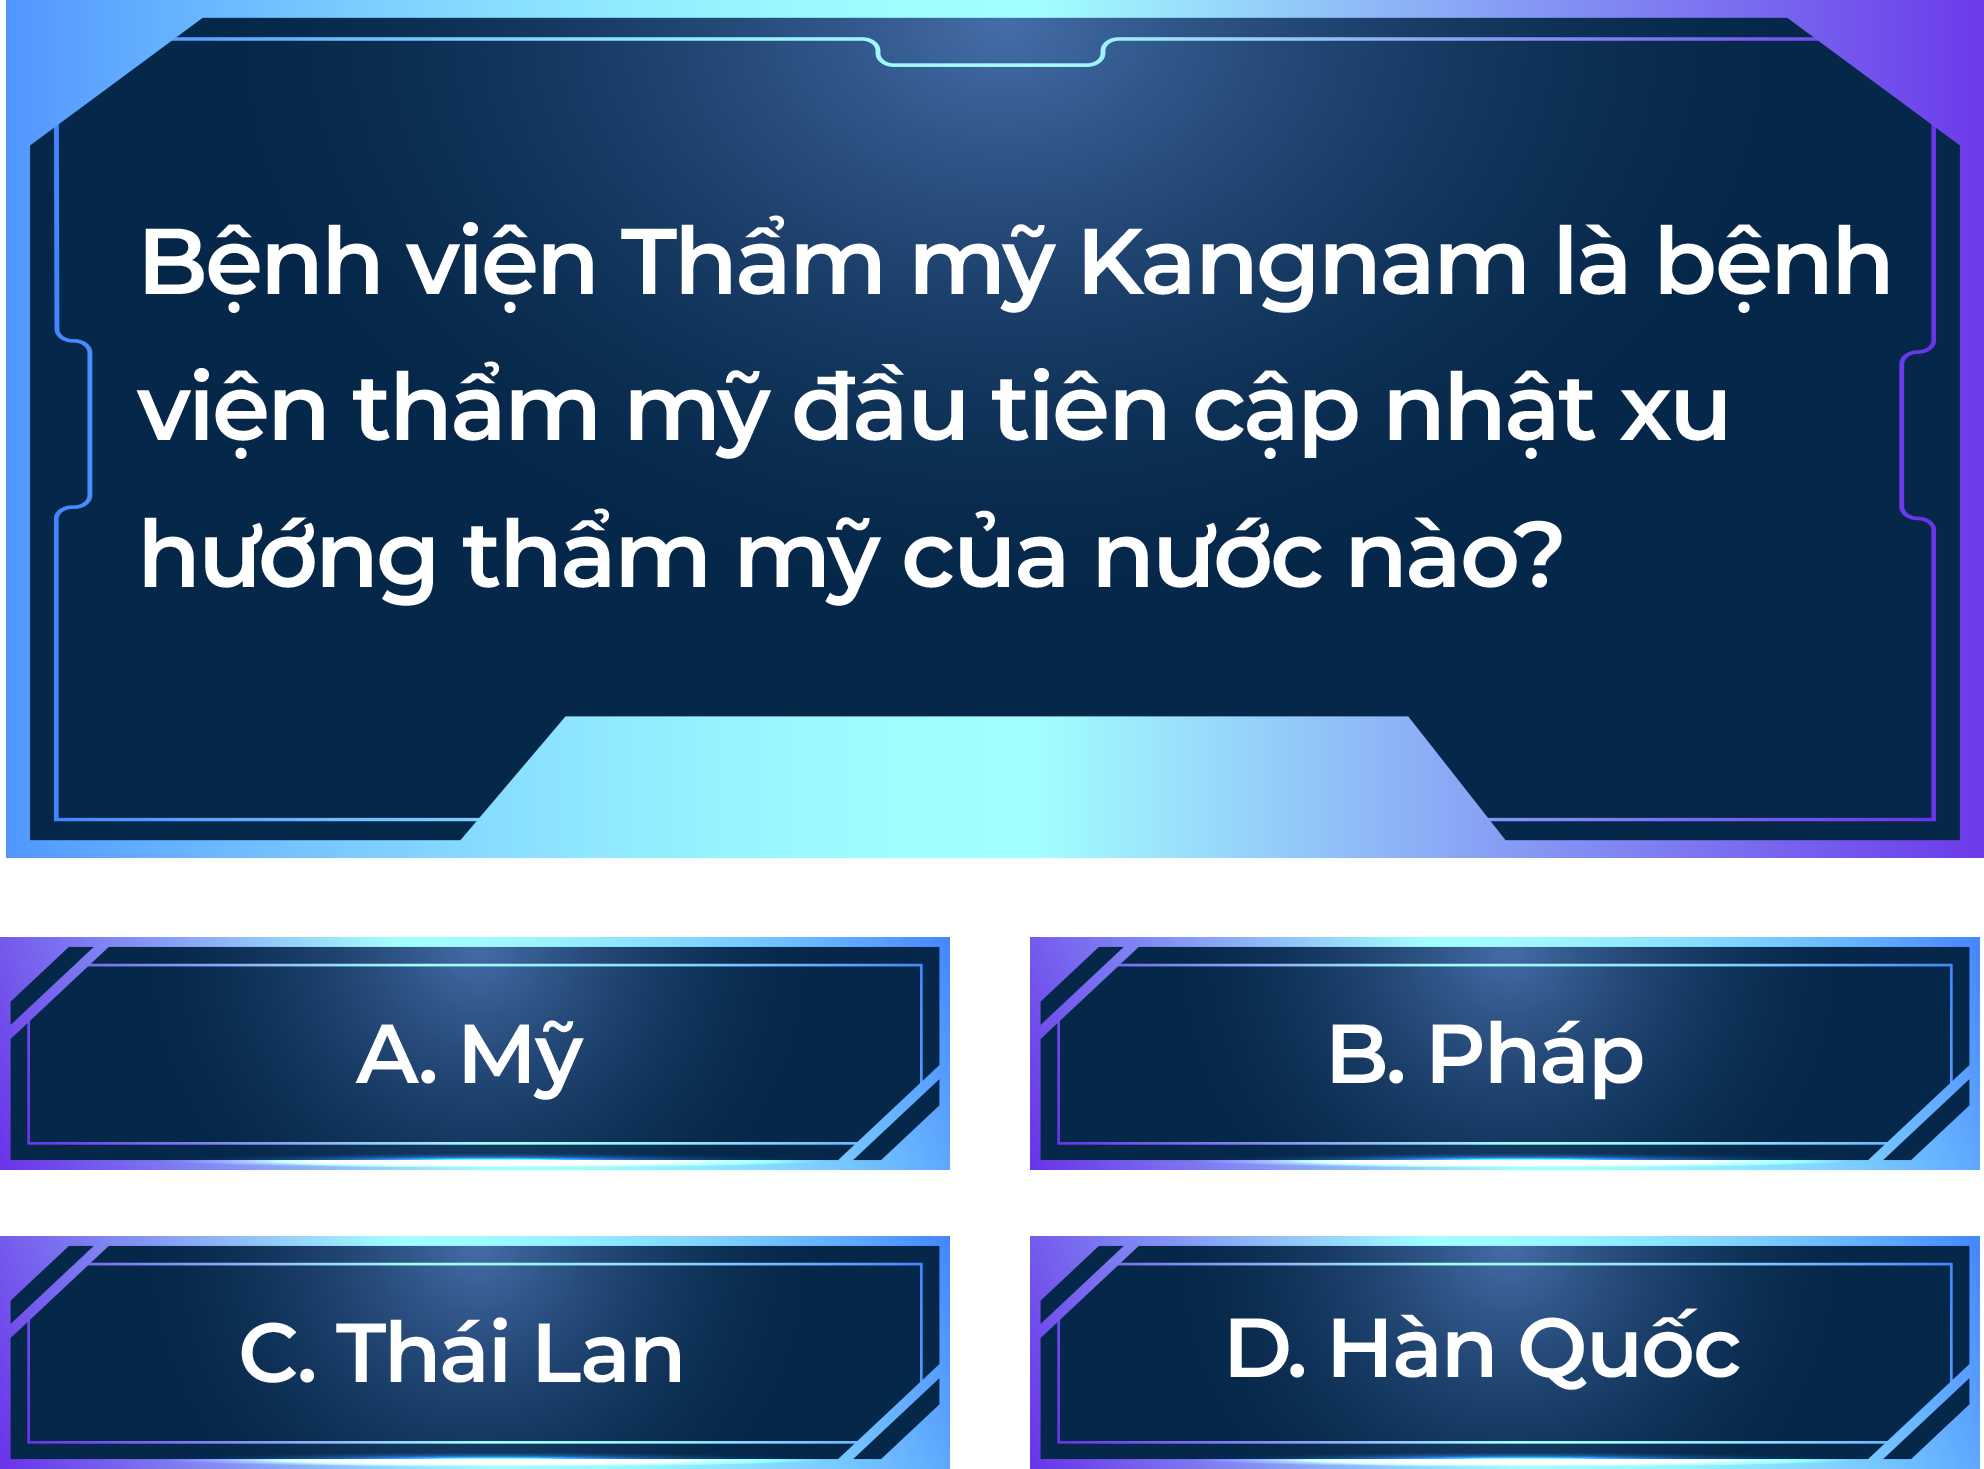 Bệnh viện Thẩm mỹ Kangnam là bệnh
viện thẩm mỹ đầu tiên cập nhật xu
hướng thẩm mỹ của nước nào?
A. Mỹ
B. Pháp
C. Thái Lan
D. Hàn Quốc